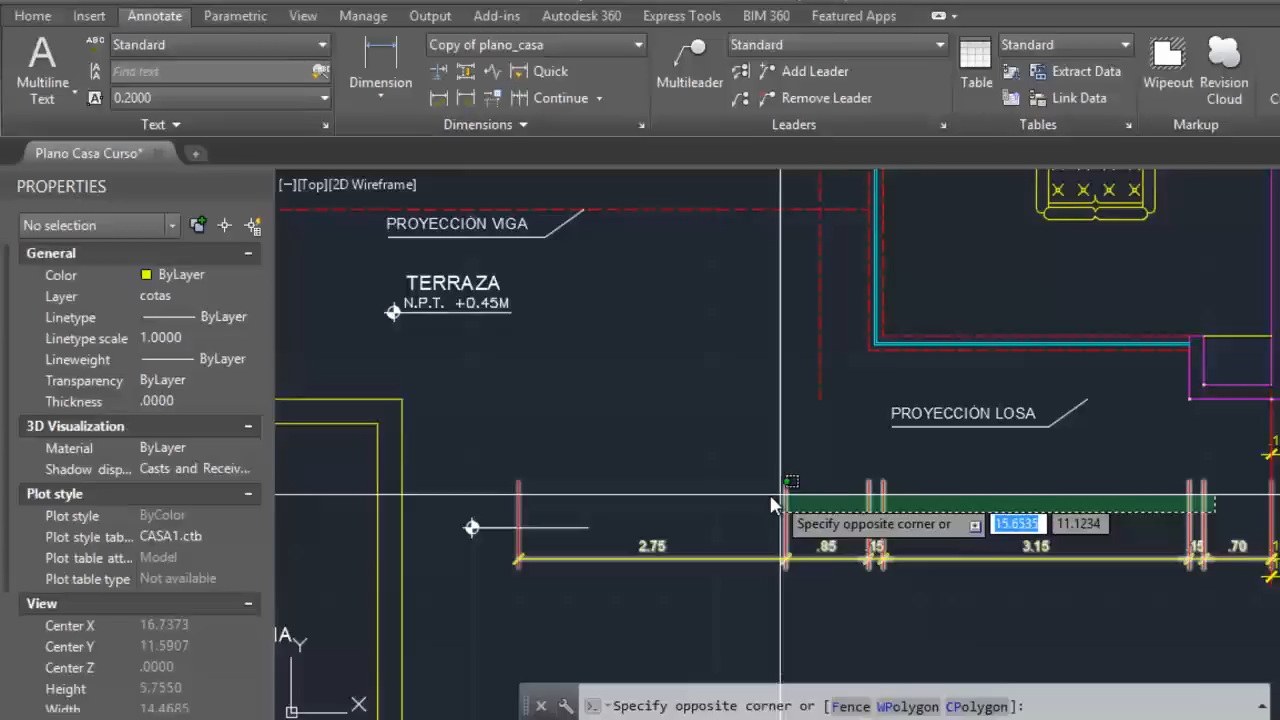 Home Insert Annotate Parametric View Manage Output Add-ins Autodesk 360 Express Tools BIM 360 Featured Apps
A ABC Standard Copy of plano_casa Standard Standard
Multiline Text Find text Dimension Quick Multileader Add Leader Table Extract Data Wipeout Revision Cloud
0.2000 Continue Remove Leader Link Data
Text Dimensions Leaders Tables Markup
Plano Casa Curso*
PROPERTIES
No selection
General
Color ByLayer
Layer cotas
Linetype ByLayer
Linetype scale 1.0000
Lineweight ByLayer
Transparency ByLayer
Thickness .0000
3D Visualization
Material ByLayer
Shadow disp... Casts and Receiv...
Plot style
Plot style ByColor
Plot style tab... CASA1.ctb
Plot table att... Model
Plot table type Not available
View
Center X 16.7373
Center Y 11.5907
Center Z .0000
Height 5.7550
Width 14.4685
[−][Top][2D Wireframe]
PROYECCIÓN VIGA
TERRAZA
N.P.T. +0.45M
PROYECCIÓN LOSA
Specify opposite corner or 15.6535 11.1234
2.75 .85 .15 3.15 .15 .70
Y
X
Specify opposite corner or [Fence WPolygon CPolygon]: